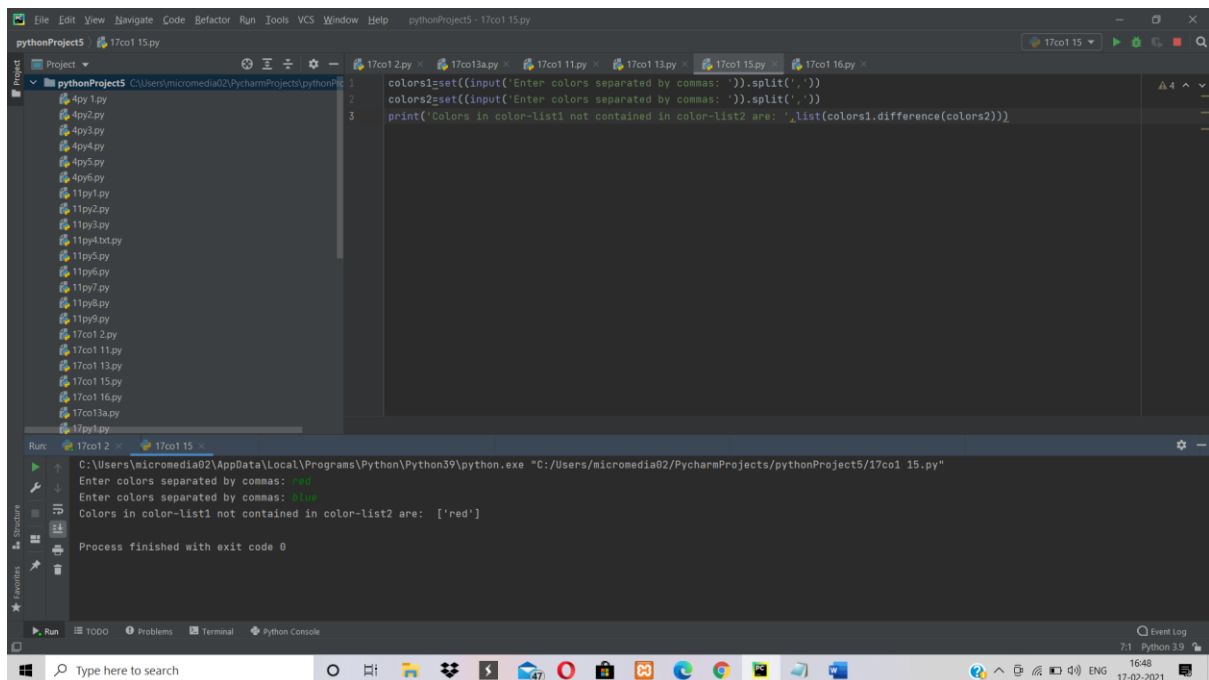 File Edit View Navigate Code Refactor Run Tools VCS Window Help pythonProject5 - 17co1 15.py
pythonProject5 17co1 15.py 17co1 15
Project
17co1 2.py 17co13a.py 17co1 11.py 17co1 13.py 17co1 15.py 17co1 16.py
pythonProject5 C:\Users\micromedia02\PycharmProjects\pythonPro
4py 1.py
4py2.py
4py3.py
4py4.py
4py5.py
4py6.py
11py1.py
11py2.py
11py3.py
11py4.txt.py
11py5.py
11py6.py
11py7.py
11py8.py
11py9.py
17co1 2.py
17co1 11.py
17co1 13.py
17co1 15.py
17co1 16.py
17co13a.py
17py1.py
1 colors1=set((input('Enter colors separated by commas: ')).split(','))
2 colors2=set((input('Enter colors separated by commas: ')).split(','))
3 print('Colors in color-list1 not contained in color-list2 are: ',list(colors1.difference(colors2)))
4
Project
Run: 17co1 2 17co1 15
C:\Users\micromedia02\AppData\Local\Programs\Python\Python39\python.exe "C:/Users/micromedia02/PycharmProjects/pythonProject5/17co1 15.py"
Enter colors separated by commas: red
Enter colors separated by commas: blue
Colors in color-list1 not contained in color-list2 are:  ['red']
Process finished with exit code 0
Structure
Favorites
Run TODO Problems Terminal Python Console Event Log
7:1 Python 3.9
Type here to search
47
ENG
16:48
17-02-2021